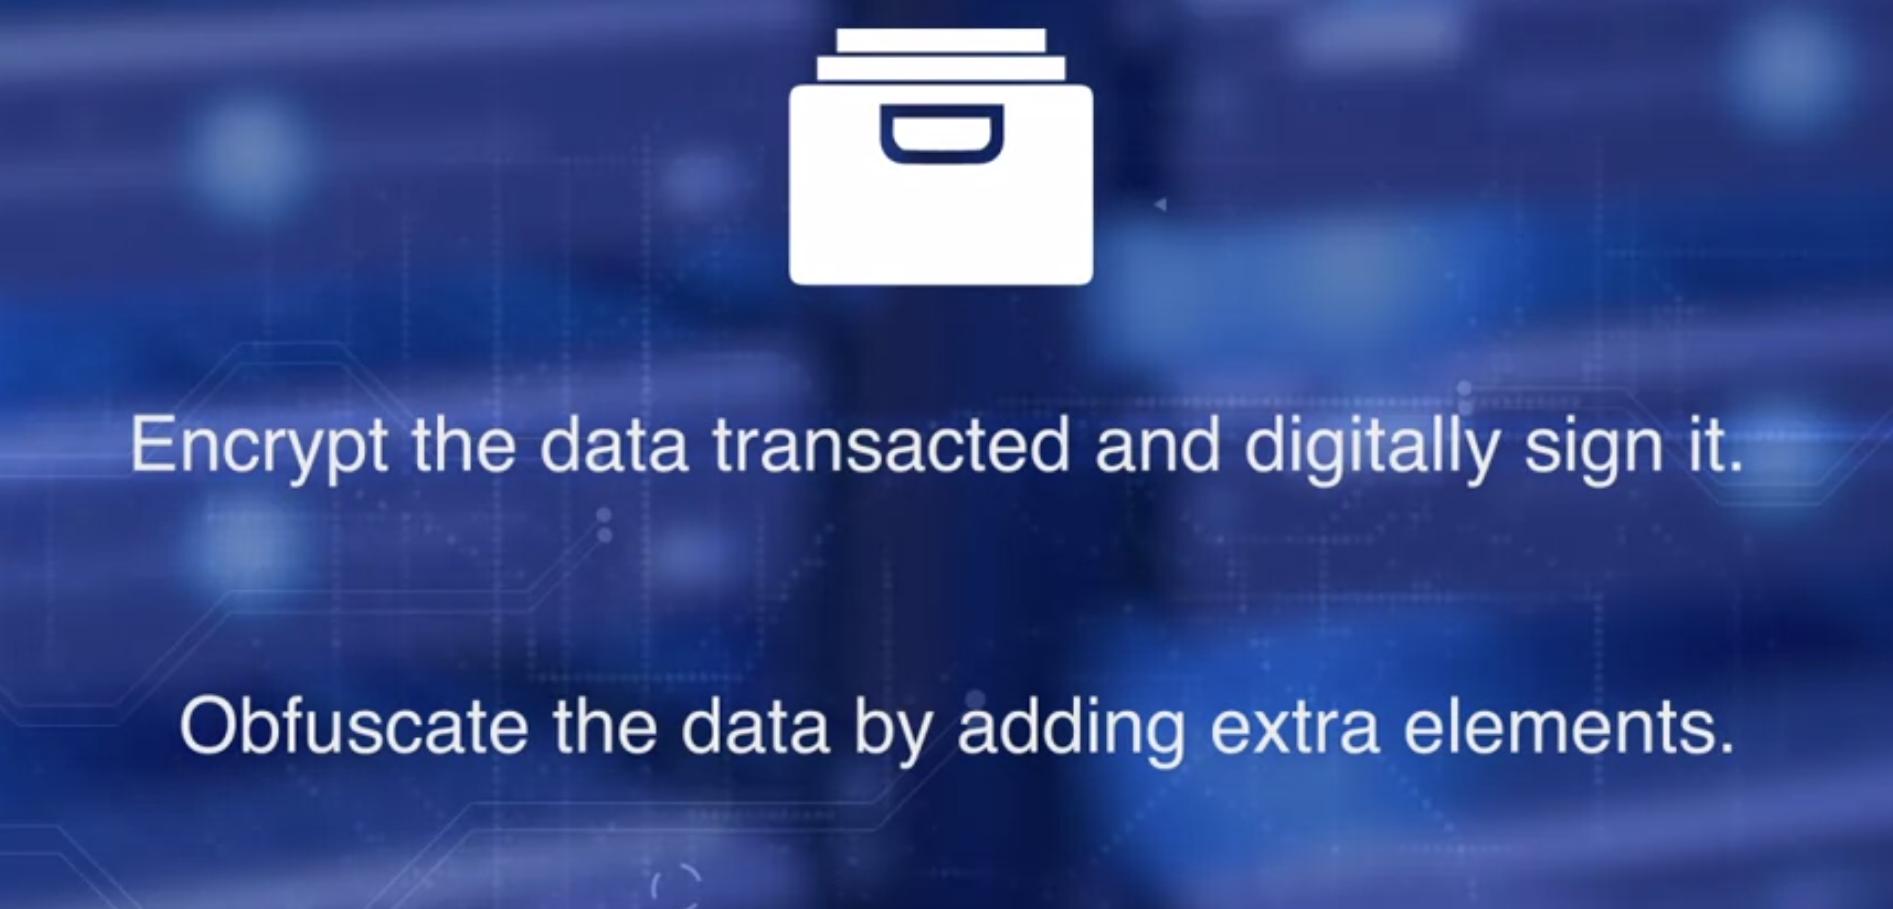 Encrypt the data transacted and digitally sign it.
Obfuscate the data by adding extra elements.